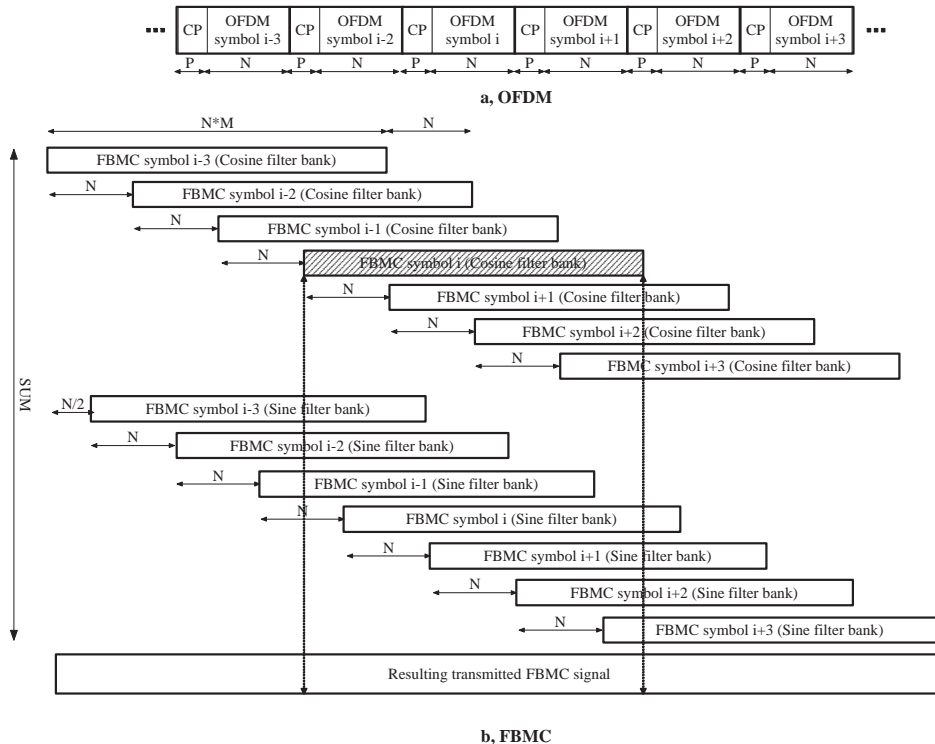 ... CP OFDM symbol i-3 CP OFDM symbol i-2 CP OFDM symbol i CP OFDM symbol i+1 CP OFDM symbol i+2 CP OFDM symbol i+3 ...
P N P N P N P N P N P N
a, OFDM
N*M N
FBMC symbol i-3 (Cosine filter bank)
N FBMC symbol i-2 (Cosine filter bank)
N FBMC symbol i-1 (Cosine filter bank)
N FBMC symbol i (Cosine filter bank)
N FBMC symbol i+1 (Cosine filter bank)
N FBMC symbol i+2 (Cosine filter bank)
N FBMC symbol i+3 (Cosine filter bank)
SUM
N/2 FBMC symbol i-3 (Sine filter bank)
N FBMC symbol i-2 (Sine filter bank)
N FBMC symbol i-1 (Sine filter bank)
N FBMC symbol i (Sine filter bank)
N FBMC symbol i+1 (Sine filter bank)
N FBMC symbol i+2 (Sine filter bank)
N FBMC symbol i+3 (Sine filter bank)
Resulting transmitted FBMC signal
b, FBMC